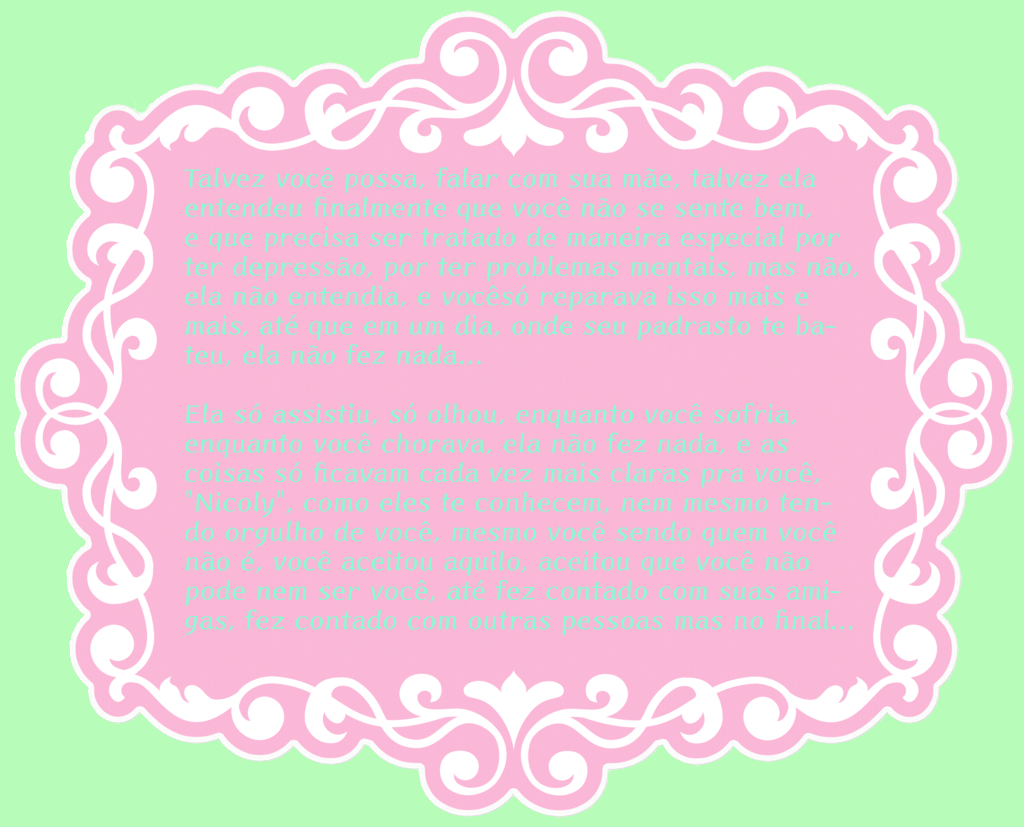 Talvez você possa, falar com sua mãe, talvez ela
entendeu finalmente que você não se sente bem,
e que precisa ser tratado de maneira especial por
ter depressão, por ter problemas mentais, mas não,
ela não entendia, e vocêsó reparava isso mais e
mais, até que em um dia, onde seu padrasto te ba-
teu, ela não fez nada...
Ela só assistiu, só olhou, enquanto você sofria,
enquanto você chorava, ela não fez nada, e as
coisas só ficavam cada vez mais claras pra você,
"Nicoly", como eles te conhecem, nem mesmo ten-
do orgulho de você, mesmo você sendo quem você
não é, você aceitou aquilo, aceitou que você não
pode nem ser você, até fez contado com suas ami-
gas, fez contado com outras pessoas mas no final...